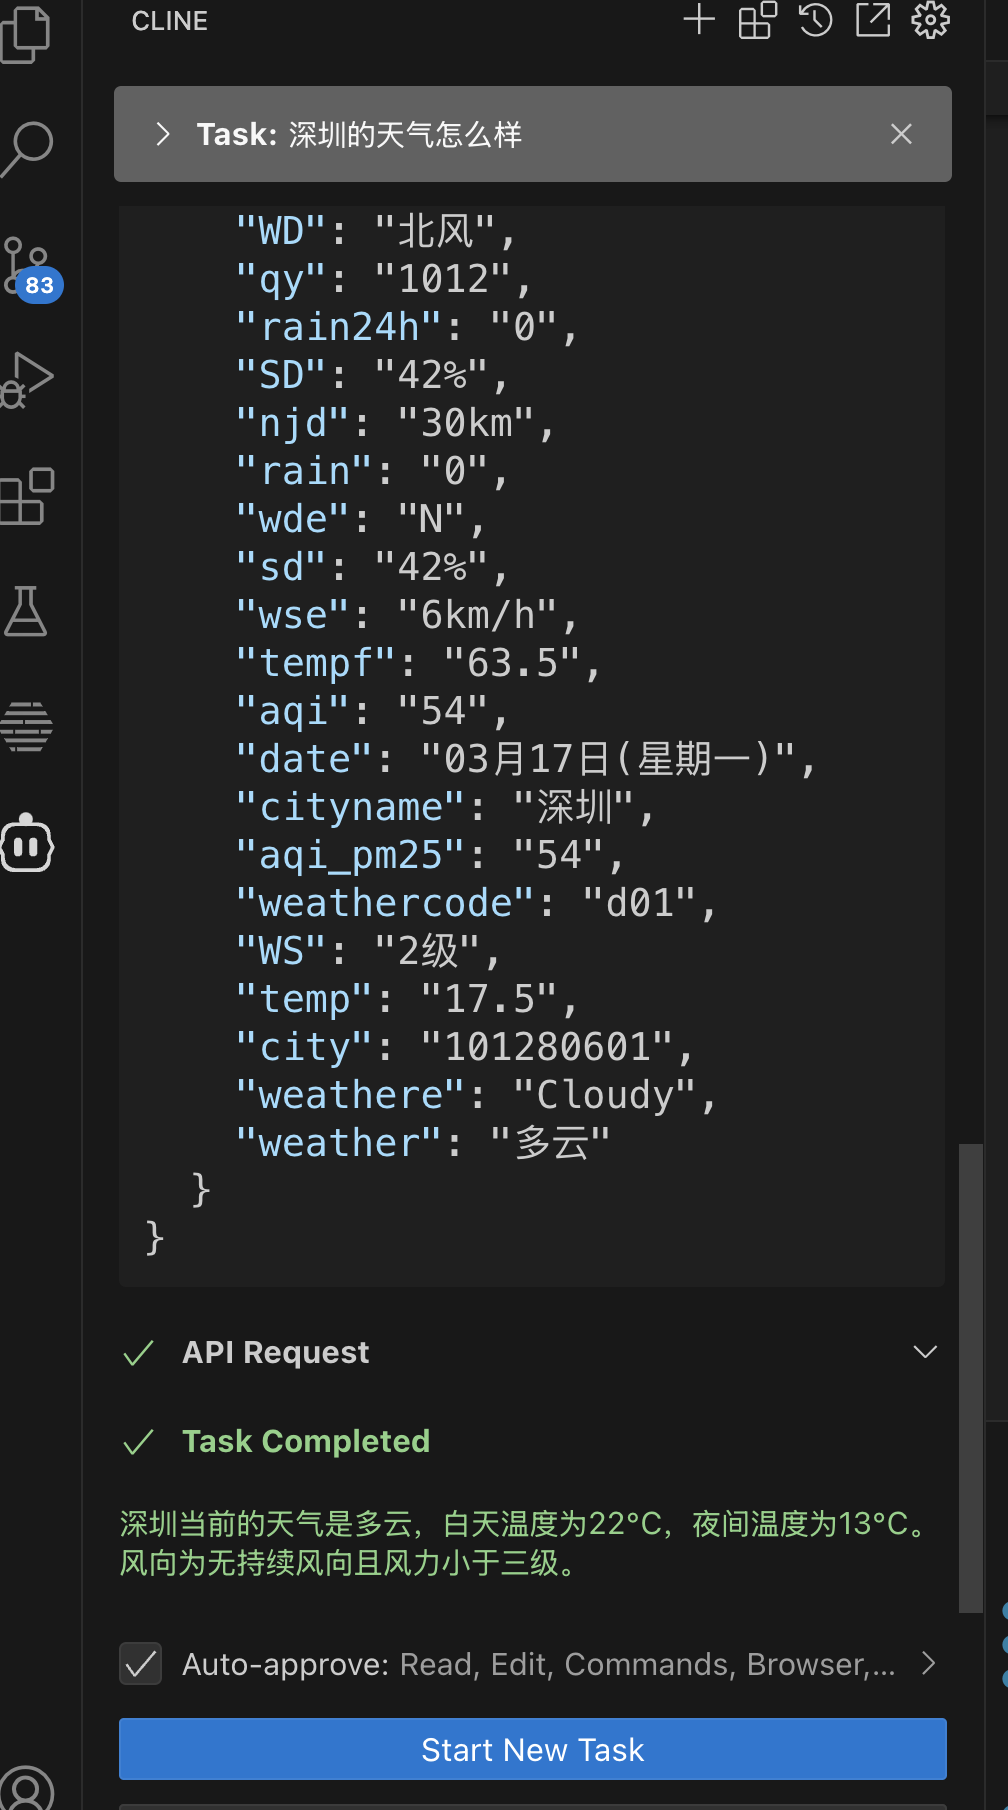 CLINE
Task: 深圳的天气怎么样
"WD": "北风",
"qy": "1012",
"rain24h": "0",
"SD": "42%",
"njd": "30km",
"rain": "0",
"wde": "N",
"sd": "42%",
"wse": "6km/h",
"tempf": "63.5",
"aqi": "54",
"date": "03月17日(星期一)",
"cityname": "深圳",
"aqi_pm25": "54",
"weathercode": "d01",
"WS": "2级",
"temp": "17.5",
"city": "101280601",
"weathere": "Cloudy",
"weather": "多云"
}
}
83
API Request
Task Completed
深圳当前的天气是多云，白天温度为22°C，夜间温度为13°C。
风向为无持续风向且风力小于三级。
Auto-approve: Read, Edit, Commands, Browser,...
Start New Task